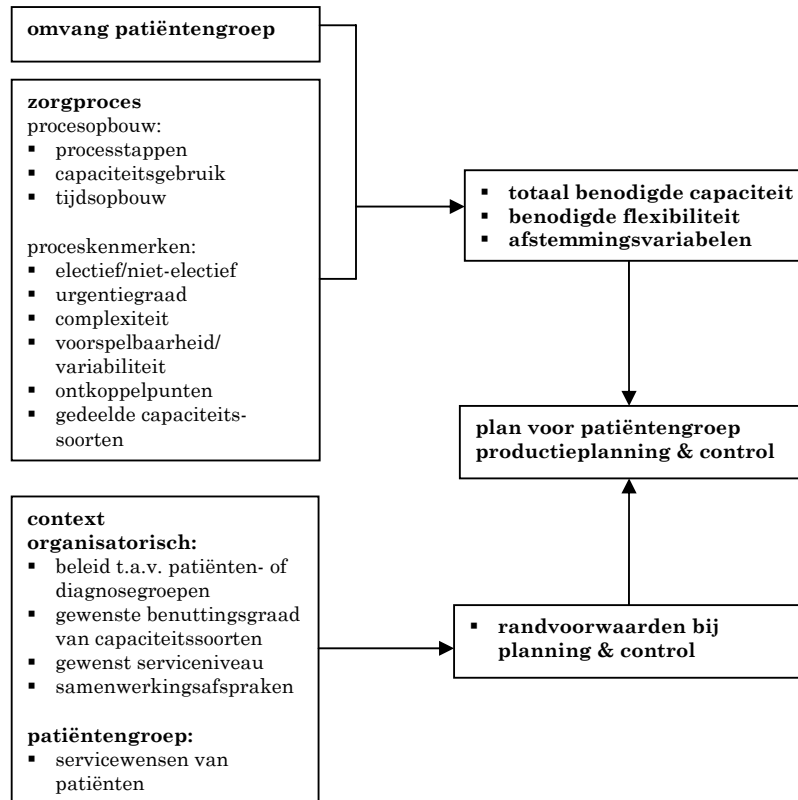 omvang patiëntengroep
zorgproces
procesopbouw:
▪ processtappen
▪ capaciteitsgebruik
▪ tijdsopbouw
proceskenmerken:
▪ electief/niet-electief
▪ urgentiegraad
▪ complexiteit
▪ voorspelbaarheid/
variabiliteit
▪ ontkoppelpunten
▪ gedeelde capaciteits-
soorten
▪ totaal benodigde capaciteit
▪ benodigde flexibiliteit
▪ afstemmingsvariabelen
plan voor patiëntengroep
productieplanning & control
context
organisatorisch:
▪ beleid t.a.v. patiënten- of
diagnosegroepen
▪ gewenste benuttingsgraad
van capaciteitssoorten
▪ gewenst serviceniveau
▪ samenwerkingsafspraken
patiëntengroep:
▪ servicewensen van
patiënten
▪ randvoorwaarden bij
planning & control